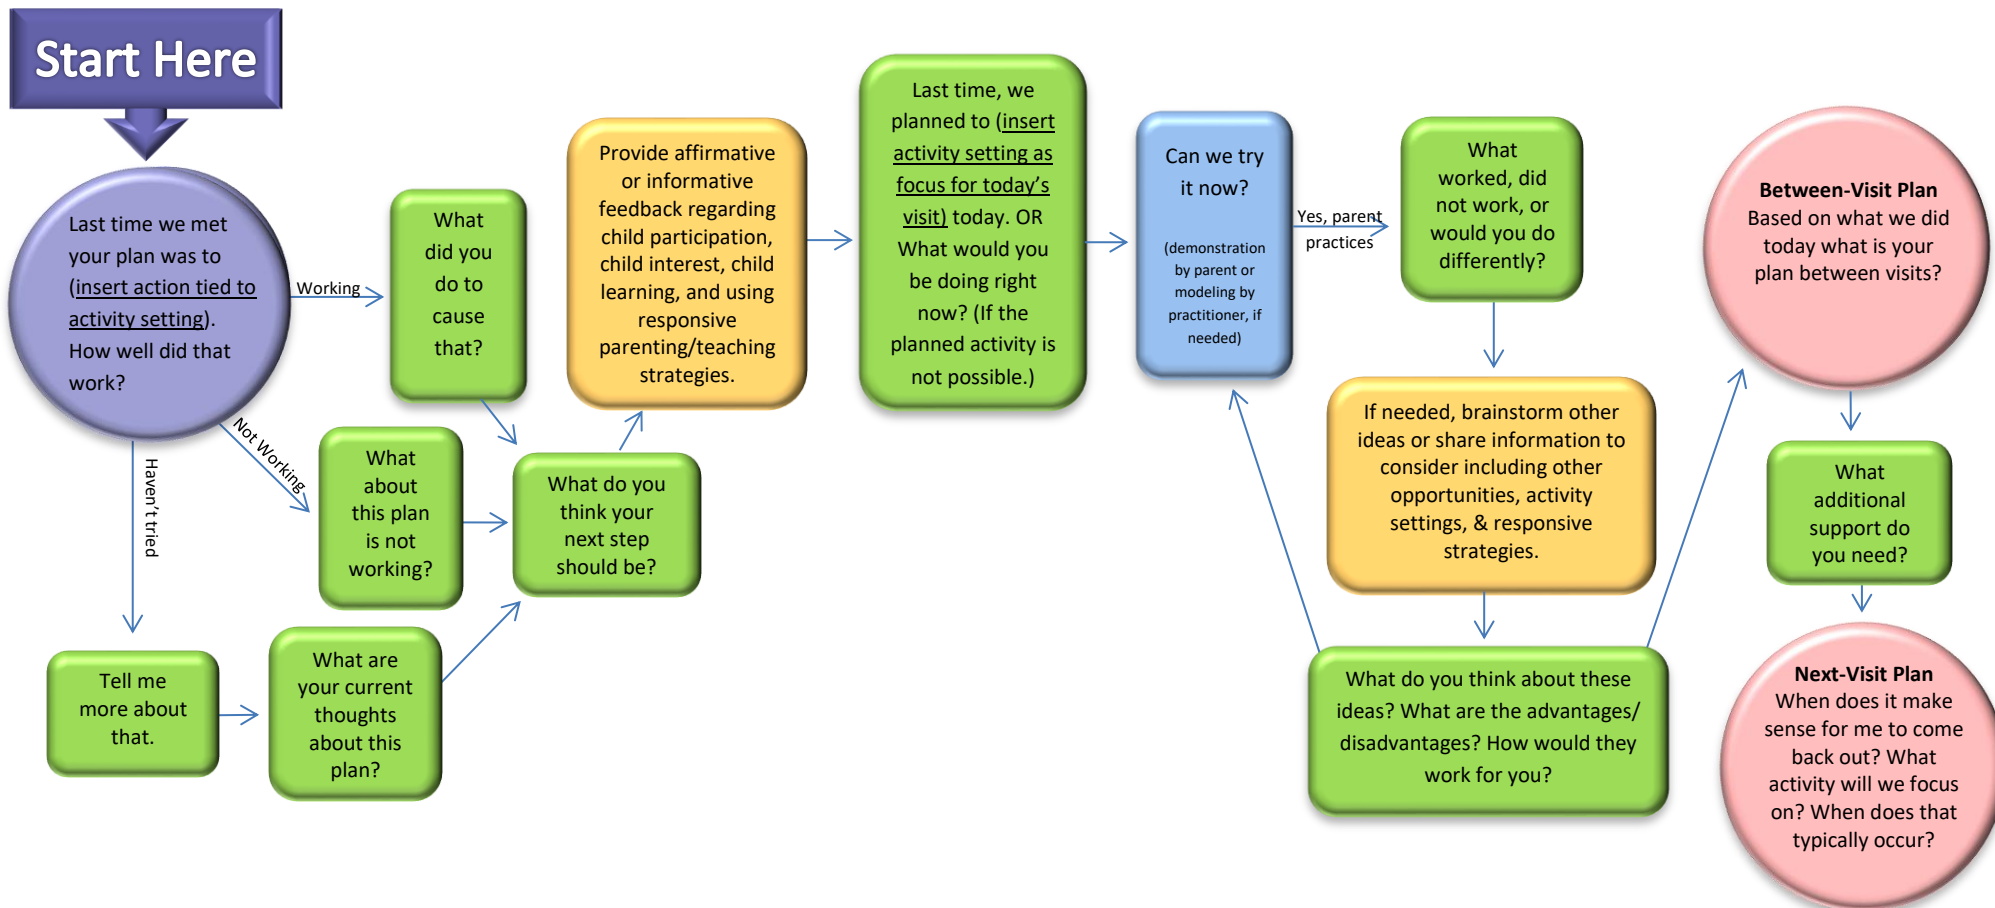 Start Here
Last time we met
your plan was to
(insert action tied to
activity setting).
How well did that
work?
Working
What
did you
do to
cause
that?
Not Working
What
about
this plan
is not
working?
Haven't tried
Tell me
more about
that.
What are
your current
thoughts
about this
plan?
What do you
think your
next step
should be?
Provide affirmative
or informative
feedback regarding
child participation,
child interest, child
learning, and using
responsive
parenting/teaching
strategies.
Last time, we
planned to (insert
activity setting as
focus for today's
visit) today. OR
What would you
be doing right
now? (If the
planned activity is
not possible.)
Can we try
it now?
(demonstration
by parent or
modeling by
practitioner, if
needed)
Yes, parent
practices
What
worked, did
not work, or
would you do
differently?
If needed, brainstorm other
ideas or share information to
consider including other
opportunities, activity
settings, & responsive
strategies.
What do you think about these
ideas? What are the advantages/
disadvantages? How would they
work for you?
Between-Visit Plan
Based on what we did
today what is your
plan between visits?
What
additional
support do
you need?
Next-Visit Plan
When does it make
sense for me to come
back out? What
activity will we focus
on? When does that
typically occur?